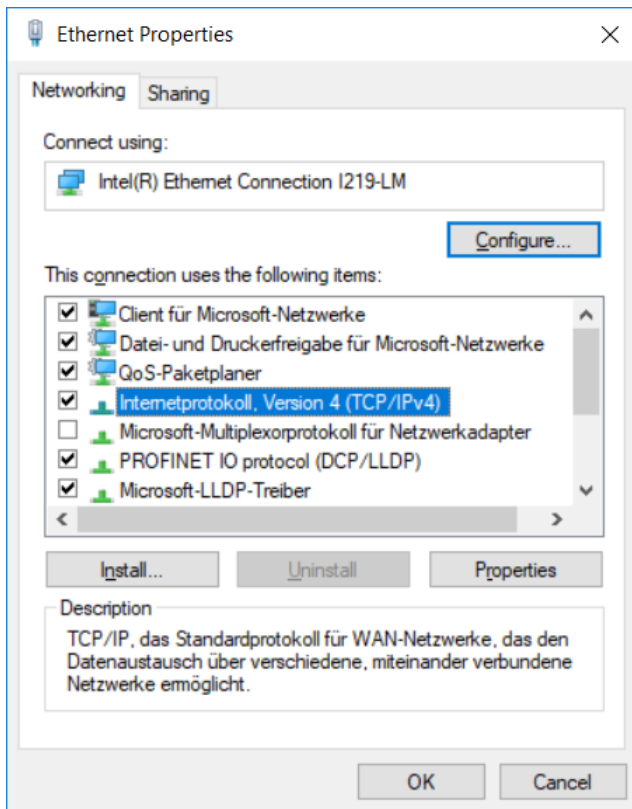 Ethernet Properties
Networking
Sharing
Connect using:
Intel(R) Ethernet Connection I219-LM
Configure...
This connection uses the following items:
Client für Microsoft-Netzwerke
Datei- und Druckerfreigabe für Microsoft-Netzwerke
QoS-Paketplaner
Internetprotokoll, Version 4 (TCP/IPv4)
Microsoft-Multiplexorprotokoll für Netzwerkadapter
PROFINET IO protocol (DCP/LLDP)
Microsoft-LLDP-Treiber
Install...
Uninstall
Properties
Description
TCP/IP, das Standardprotokoll für WAN-Netzwerke, das den
Datenaustausch über verschiedene, miteinander verbundene
Netzwerke ermöglicht.
OK
Cancel